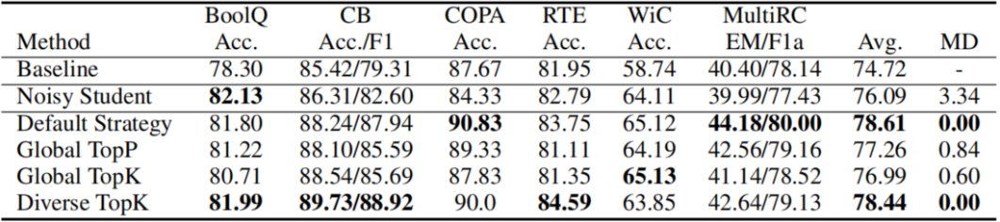 BoolQ CB COPA RTE WiC MultiRC
Method Acc. Acc./F1 Acc. Acc. Acc. EM/F1a Avg. MD
Baseline 78.30 85.42/79.31 87.67 81.95 58.74 40.40/78.14 74.72 -
Noisy Student 82.13 86.31/82.60 84.33 82.79 64.11 39.99/77.43 76.09 3.34
Default Strategy 81.80 88.24/87.94 90.83 83.75 65.12 44.18/80.00 78.61 0.00
Global TopP 81.22 88.10/85.59 89.33 81.11 64.19 42.56/79.16 77.26 0.84
Global TopK 80.71 88.54/85.69 87.83 81.35 65.13 41.14/78.52 76.99 0.60
Diverse TopK 81.99 89.73/88.92 90.0 84.59 63.85 42.64/79.13 78.44 0.00